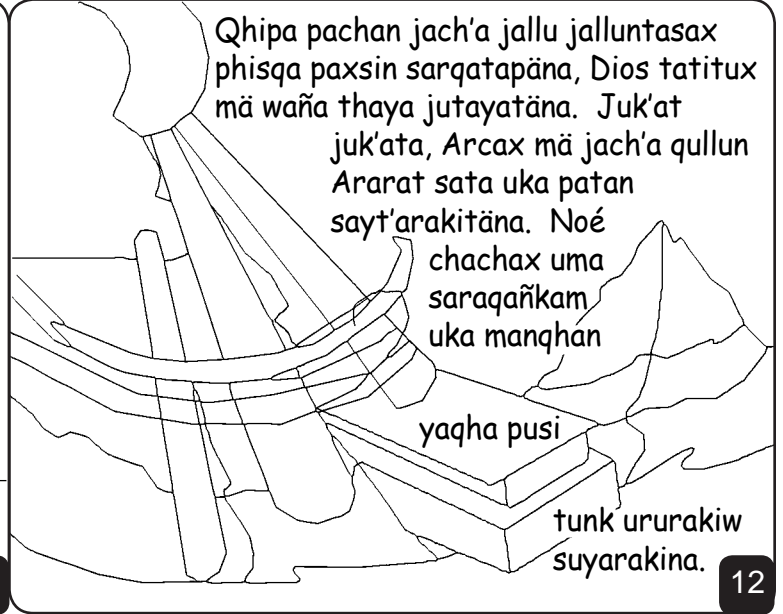 Qhipa pachan jach'a jallu jalluntasax
phisqa paxsin sarqatapäna, Dios tatitux
mä waña thaya jutayatäna. Juk'at
juk'ata, Arcax mä jach'a qullun
Ararat sata uka patan
sayt'arakitäna. Noé
chachax uma
saraqañkam
uka manqhan
yaqha pusi
tunk ururakiw
suyarakina.
12